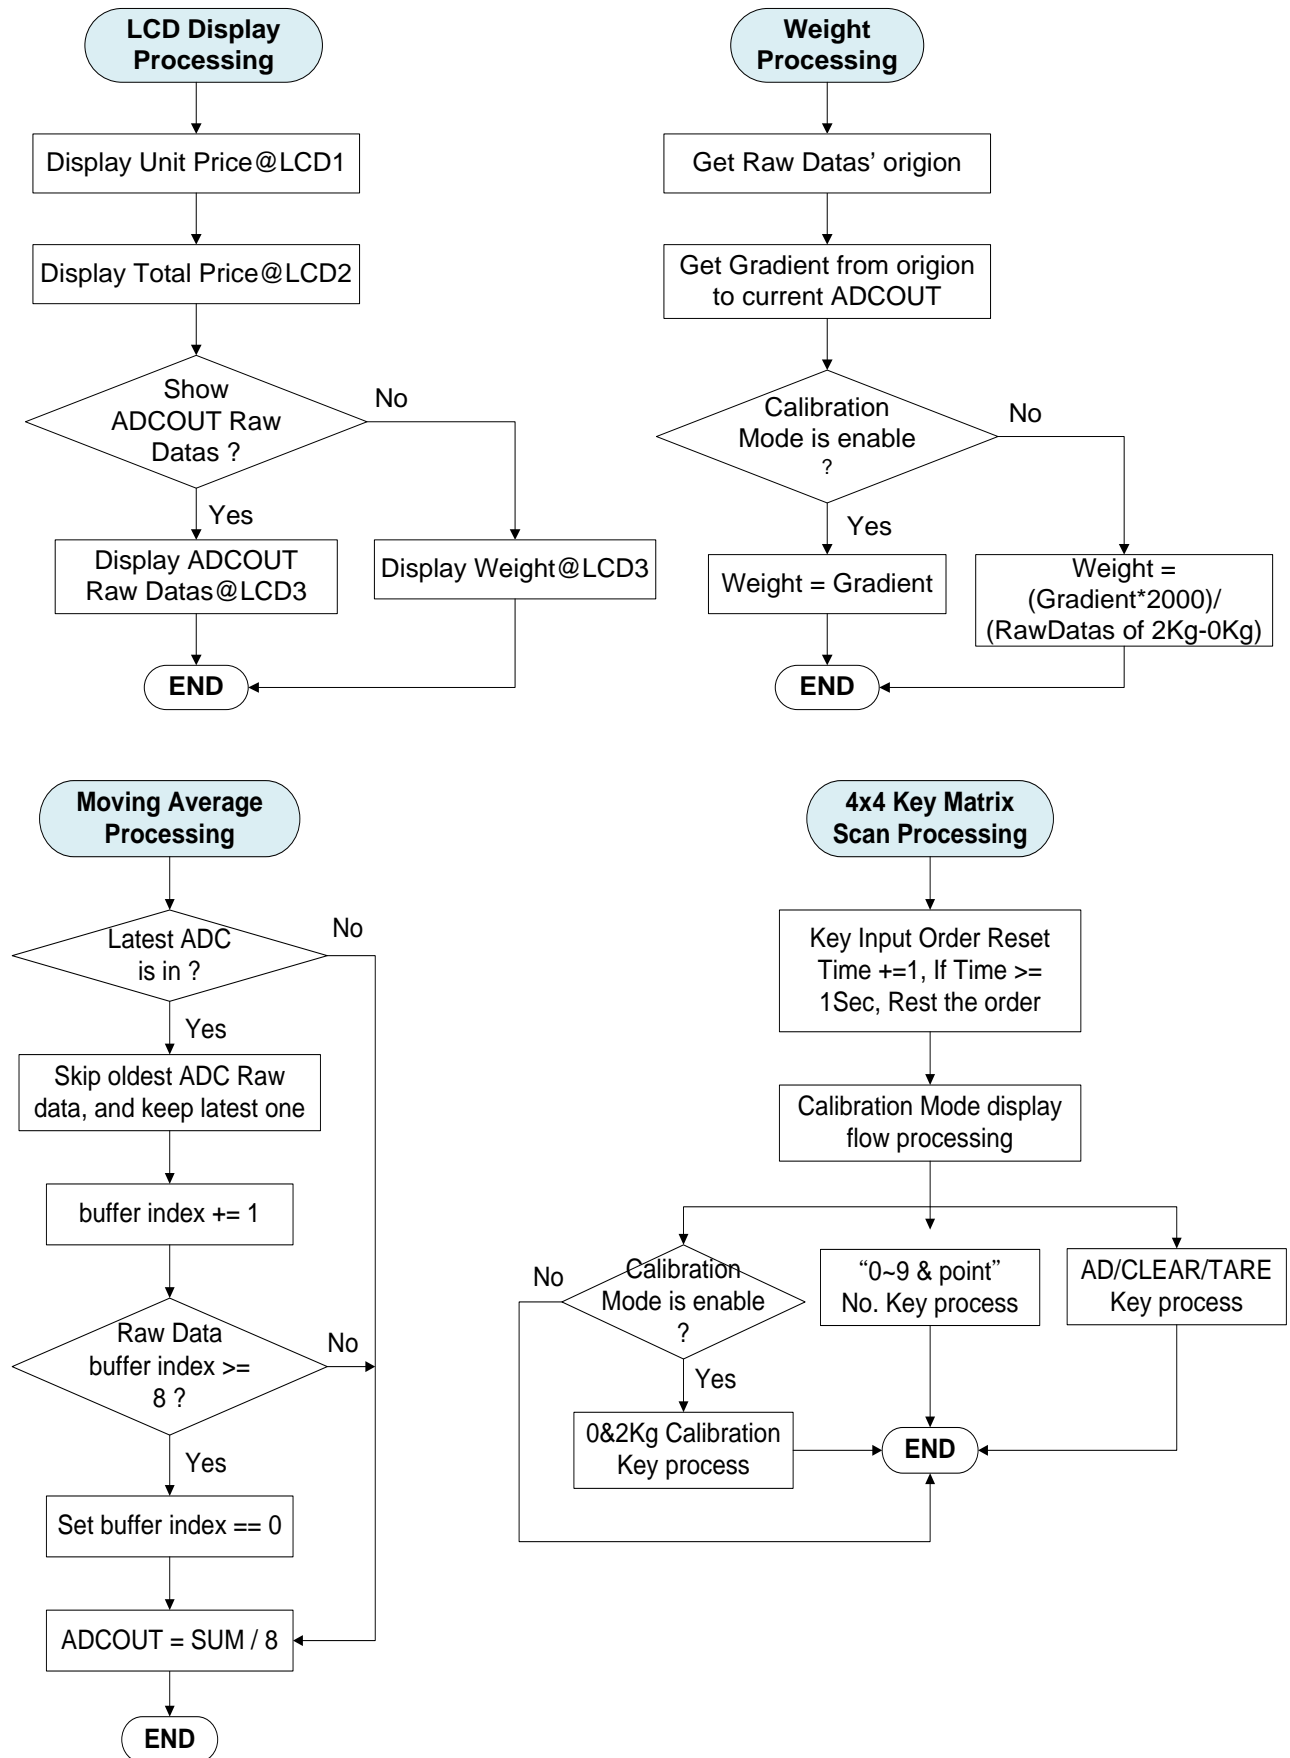 LCD Display
Processing
Display Unit Price@LCD1
Display Total Price@LCD2
Show
ADCOUT Raw
Datas ?
No
Yes
Display ADCOUT
Raw Datas@LCD3
Display Weight@LCD3
END
Weight
Processing
Get Raw Datas’ origion
Get Gradient from origion
to current ADCOUT
Calibration
Mode is enable
?
No
Yes
Weight = Gradient
Weight =
(Gradient*2000)/
(RawDatas of 2Kg-0Kg)
END
Moving Average
Processing
Latest ADC
is in ?
No
Yes
Skip oldest ADC Raw
data, and keep latest one
buffer index += 1
Raw Data
buffer index >=
8 ?
No
Yes
Set buffer index == 0
ADCOUT = SUM / 8
END
4x4 Key Matrix
Scan Processing
Key Input Order Reset
Time +=1, If Time >=
1Sec, Rest the order
Calibration Mode display
flow processing
No
Calibration
Mode is enable
?
Yes
0&2Kg Calibration
Key process
“0~9 & point”
No. Key process
AD/CLEAR/TARE
Key process
END